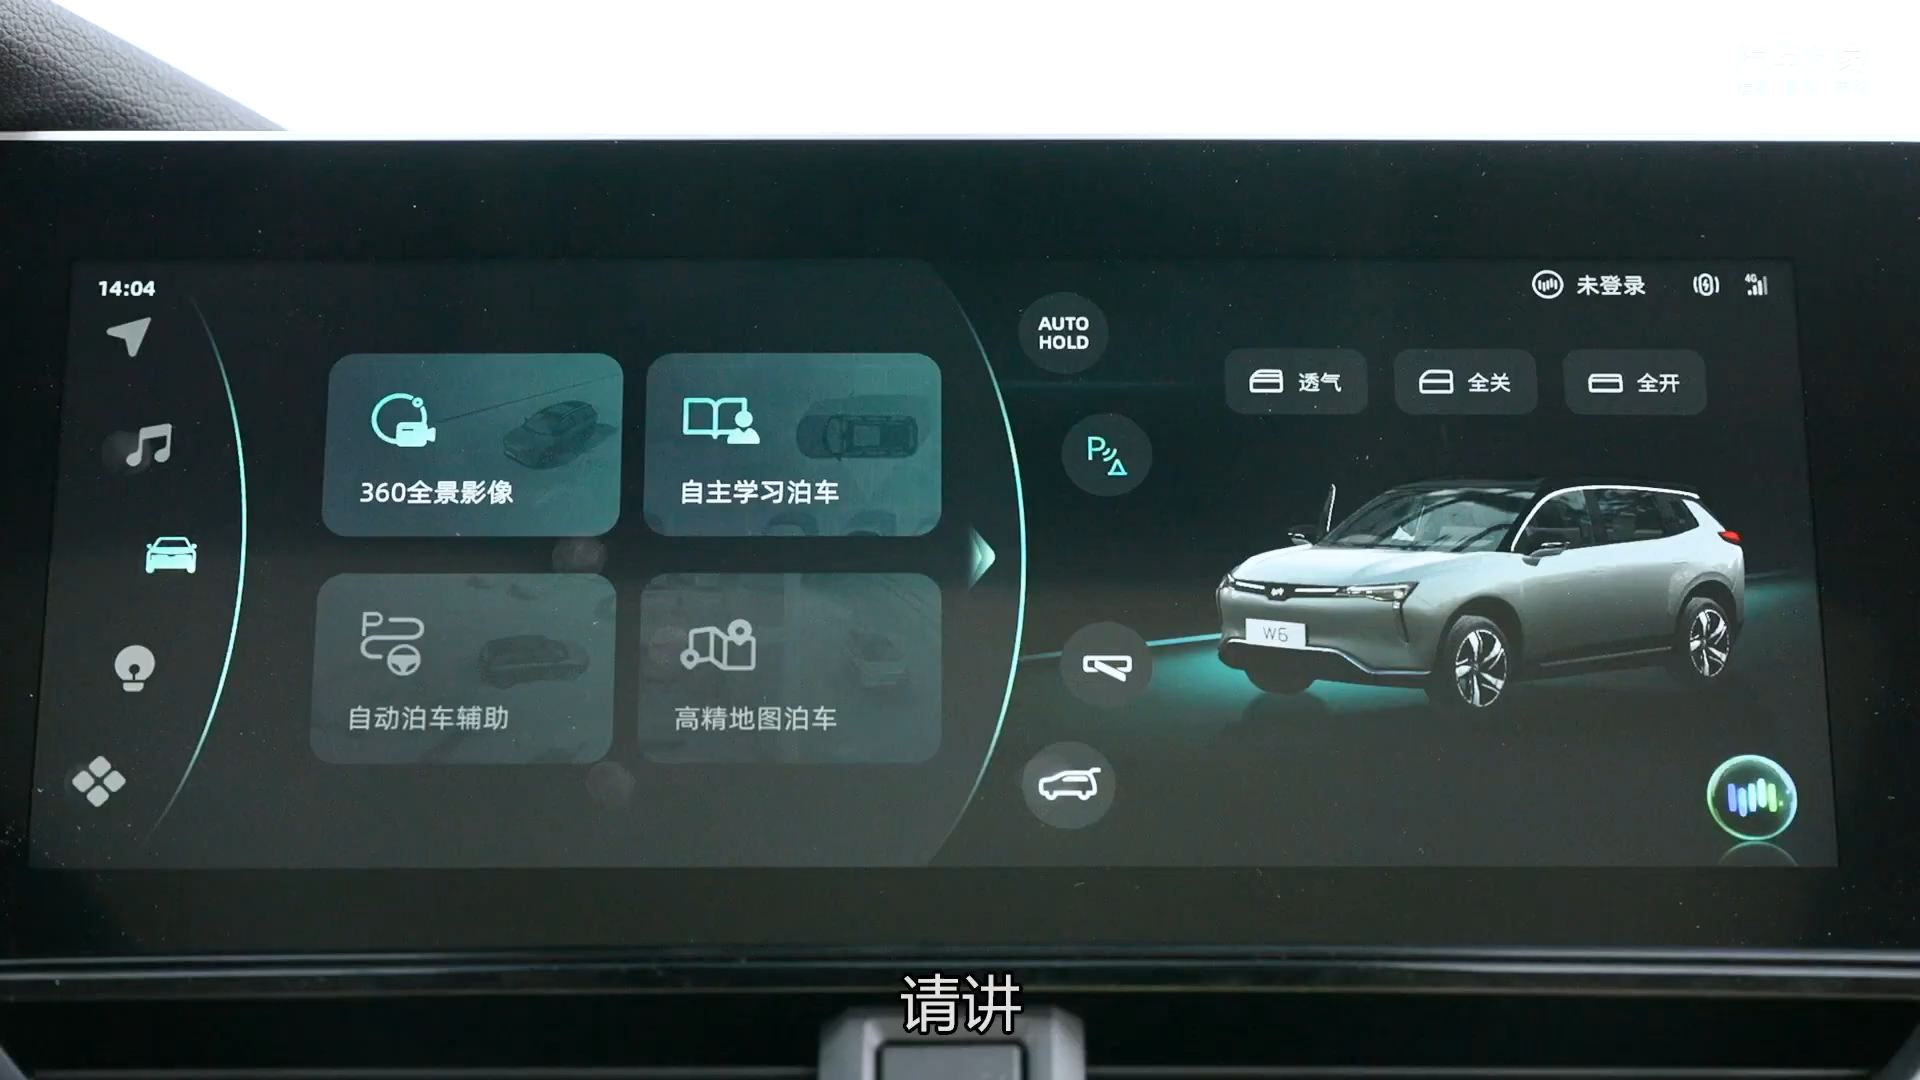 14:04
未登录
4G
AUTO
HOLD
透气
全关
全开
360全景影像
自主学习泊车
P
W6
P
自动泊车辅助
高精地图泊车
请讲